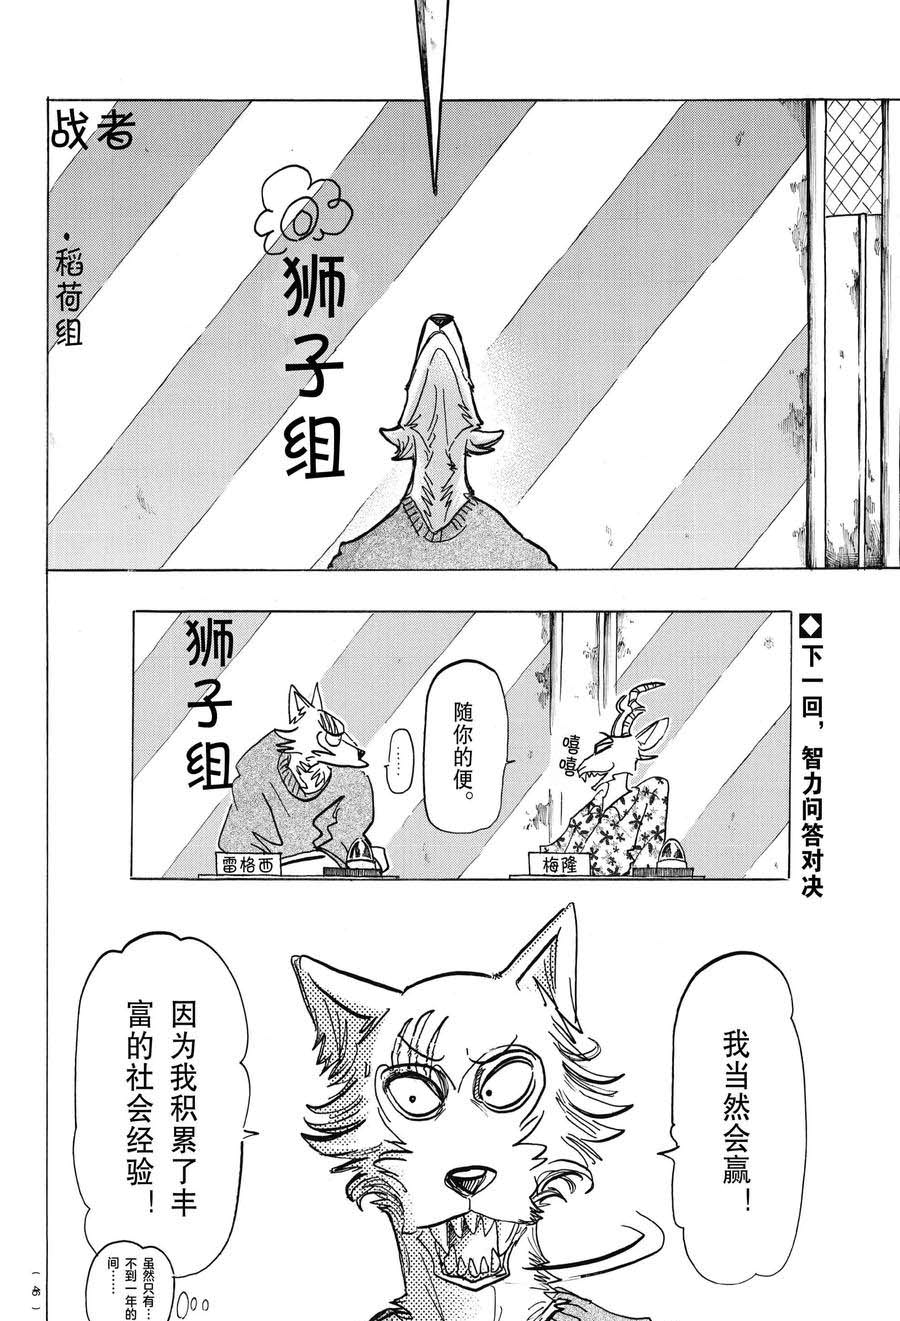 战者
狮子组
·稻荷组
◆下一回，智力问答对决
嘻嘻
随你的便。
……
狮子组
梅隆
雷格西
我当然会赢！
因为我积累了丰
富的社会经验！
虽然只有…
不到一年的
间……